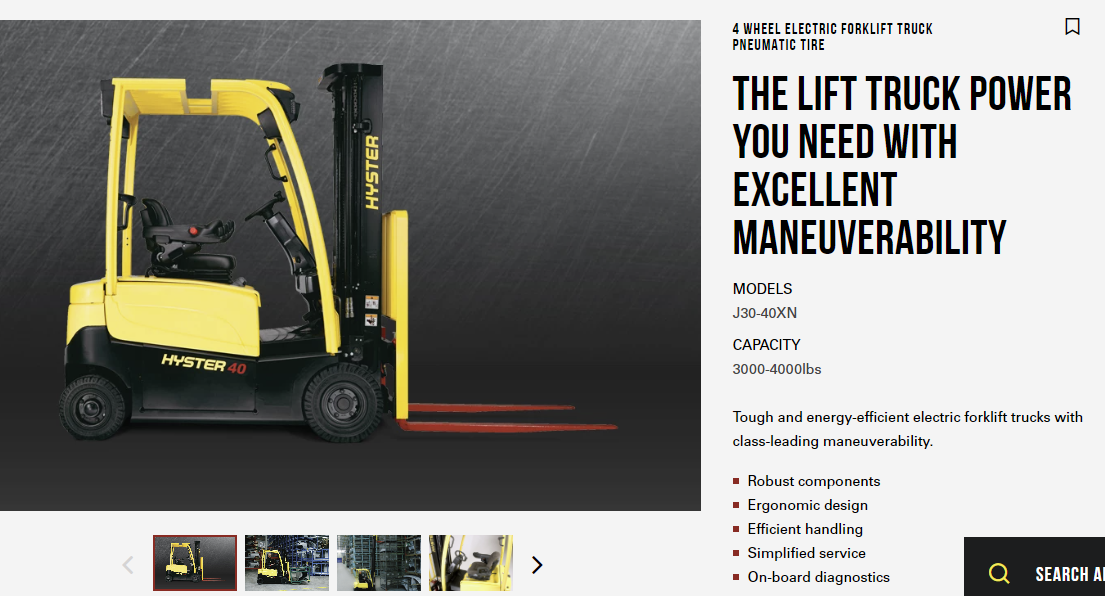 4 WHEEL ELECTRIC FORKLIFT TRUCK
PNEUMATIC TIRE
THE LIFT TRUCK POWER
YOU NEED WITH
EXCELLENT
MANEUVERABILITY
MODELS
J30-40XN
CAPACITY
3000-4000lbs
Tough and energy-efficient electric forklift trucks with
class-leading maneuverability.
Robust components
Ergonomic design
Efficient handling
Simplified service
On-board diagnostics
HYSTER
HYSTER 40
SEARCH